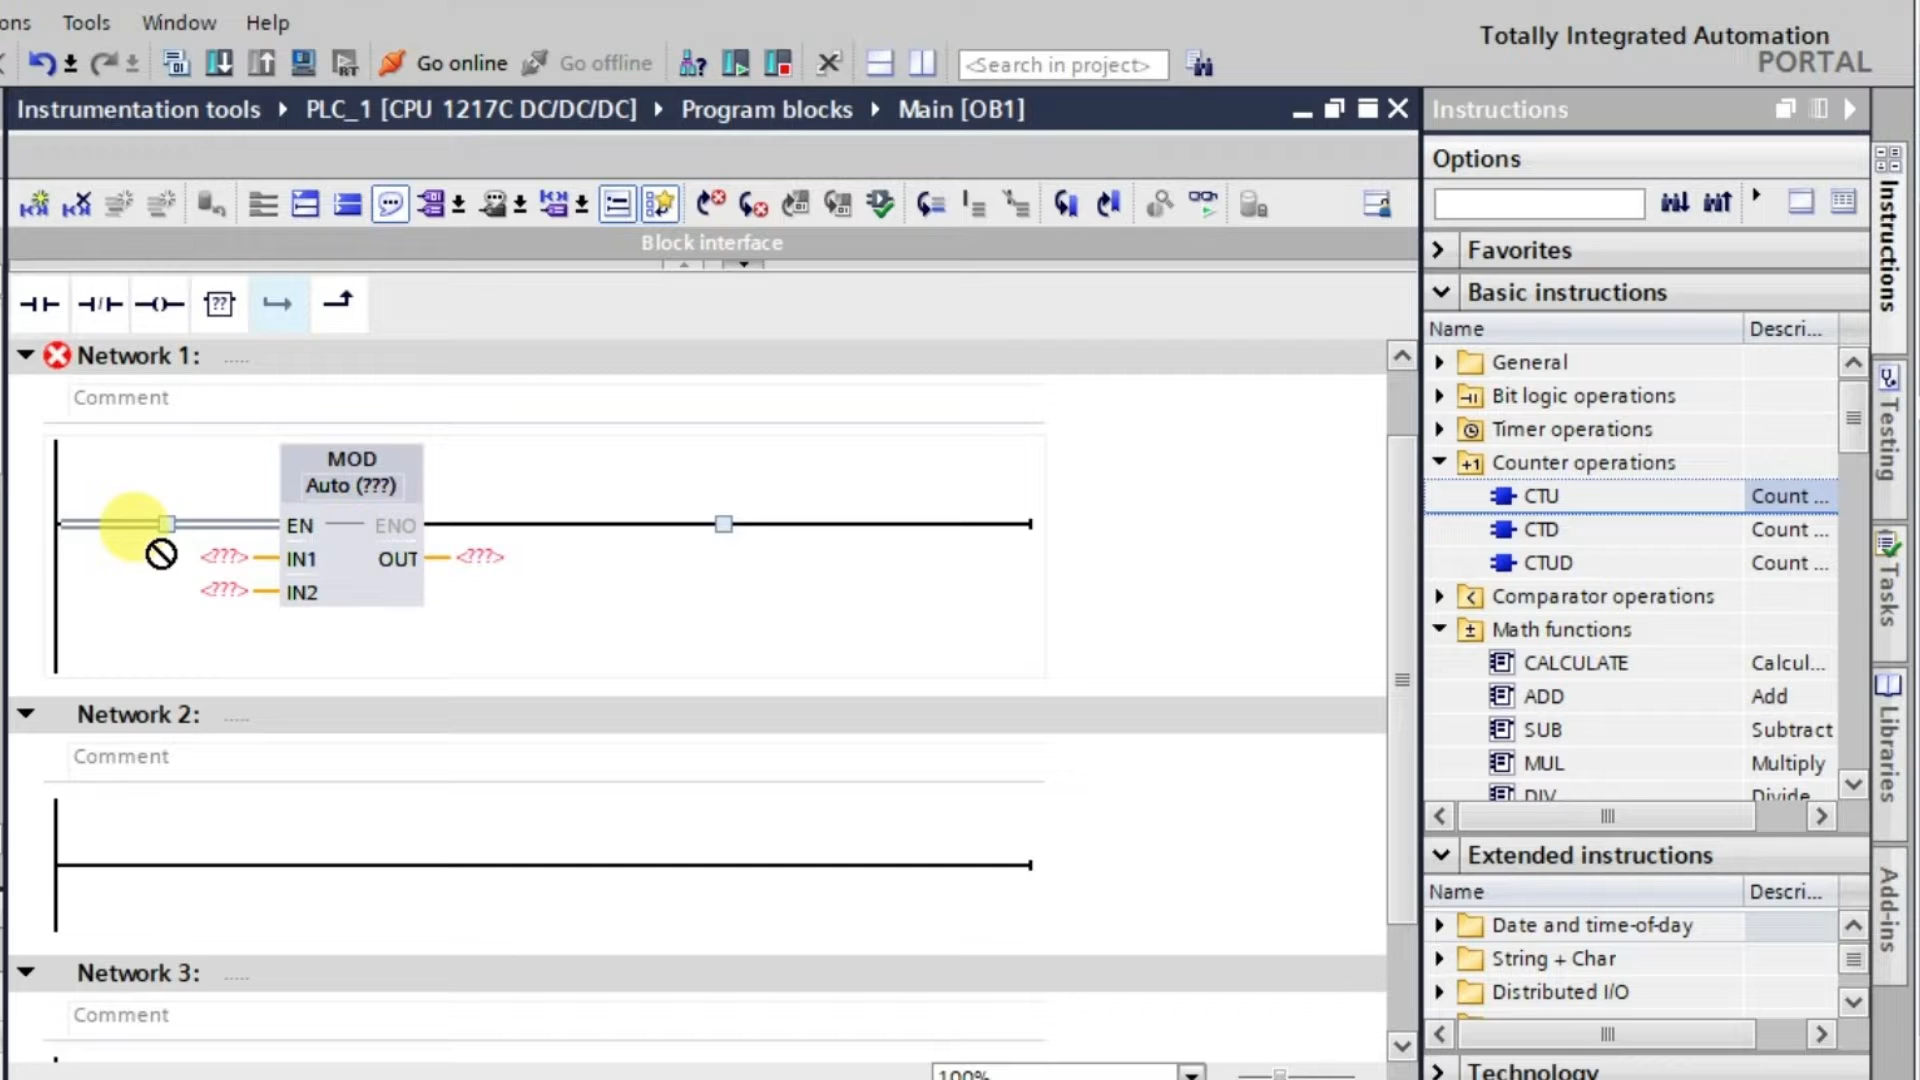 ons Tools Window Help
Totally Integrated Automation
PORTAL
RT Go online Go offline <Search in project>
Instrumentation tools ▸ PLC_1 [CPU 1217C DC/DC/DC] ▸ Program blocks ▸ Main [OB1]
Block interface
??
Network 1: .....
Comment
MOD
Auto (???)
EN ENO
<???> IN1 OUT <???>
<???> IN2
Network 2: .....
Comment
Network 3: .....
Comment
100%
Instructions
Options
Favorites
Basic instructions
Name Descri...
General
Bit logic operations
Timer operations
Counter operations
CTU Count ...
CTD Count ...
CTUD Count ...
Comparator operations
Math functions
CALCULATE Calcul...
ADD Add
SUB Subtract
MUL Multiply
DIV Divide
Extended instructions
Name Descri...
Date and time-of-day
String + Char
Distributed I/O
Technology
Instructions
Testing
Tasks
Libraries
Add-ins